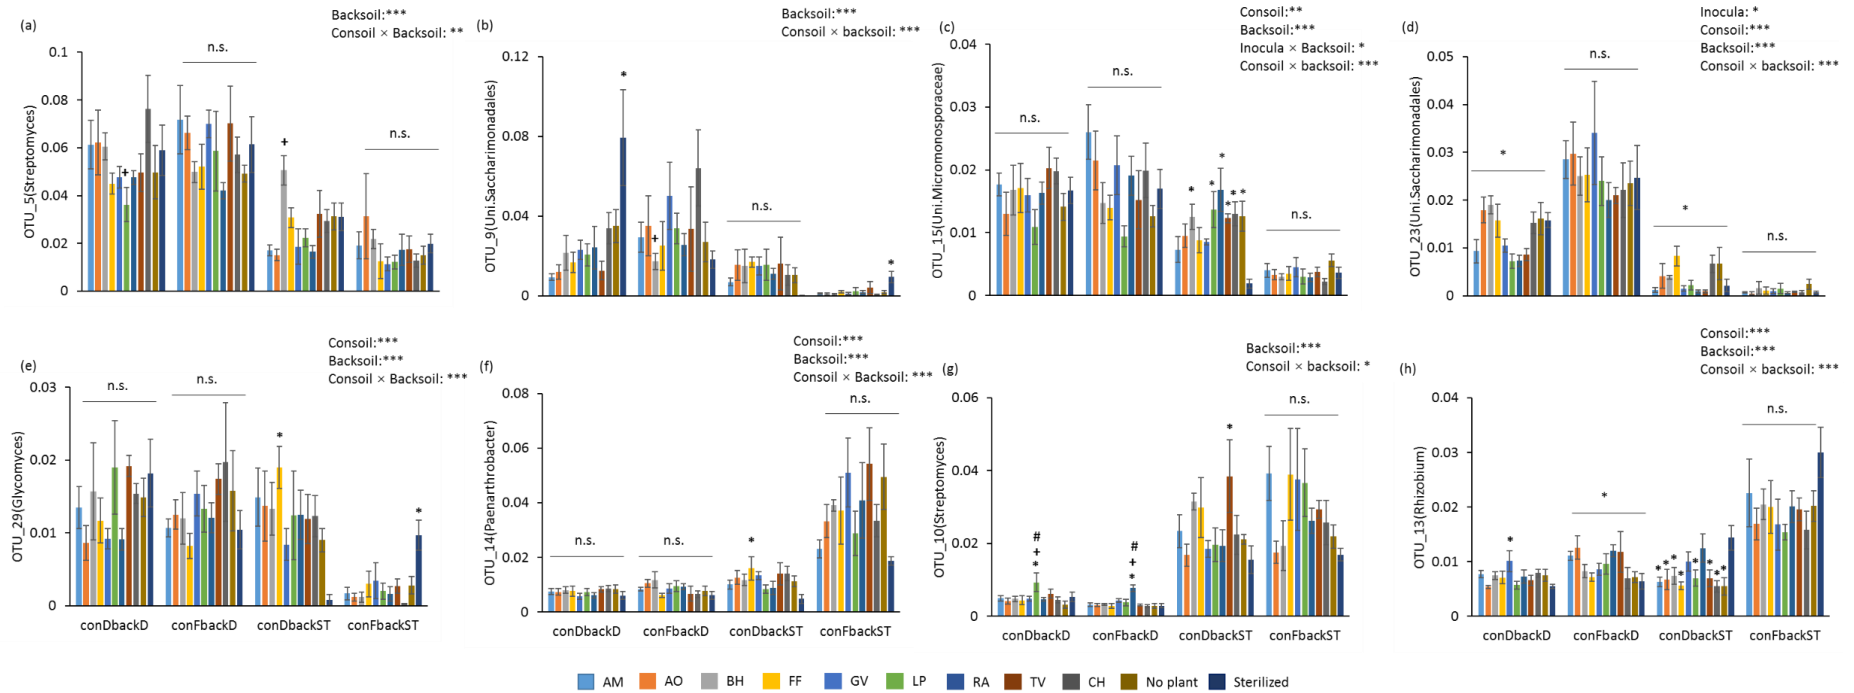 (a)
Backsoil:***
Consoil × Backsoil: **
n.s.
n.s.
+
+
OTU_5(Streptomyces)
0.1
0.08
0.06
0.04
0.02
0
(b)
Backsoil:***
Consoil × backsoil: ***
*
+
n.s.
*
OTU_9(Uni.Saccharimonadales)
0.12
0.08
0.04
0
(c)
Consoil:**
Backsoil:***
Inocula × Backsoil: *
Consoil × backsoil: ***
n.s.
n.s.
* * * * * *
n.s.
OTU_15(Uni.Micromonosporaceae)
0.04
0.03
0.02
0.01
0
(d)
Inocula: *
Consoil:***
Backsoil:***
Consoil × backsoil: ***
*
n.s.
*
n.s.
OTU_23(Uni.Saccharimonadales)
0.05
0.04
0.03
0.02
0.01
0
(e)
Consoil:***
Backsoil:***
Consoil × Backsoil: ***
n.s.
n.s.
*
*
OTU_29(Glycomyces)
0.03
0.02
0.01
0
conDbackD
conFbackD
conDbackST
conFbackST
(f)
Consoil:***
Backsoil:***
Consoil × Backsoil: ***
n.s.
n.s.
*
n.s.
OTU_14(Paenarthrobacter)
0.08
0.06
0.04
0.02
0
conDbackD
conFbackD
conDbackST
conFbackST
(g)
Backsoil:***
Consoil × backsoil: *
#
+
*
#
+
*
*
n.s.
OTU_10(Streptomyces)
0.06
0.04
0.02
0
conDbackD
conFbackD
conDbackST
conFbackST
(h)
Consoil:***
Backsoil:***
Consoil × backsoil: ***
*
*
* * * * * * * *
n.s.
OTU_13(Rhizobium)
0.04
0.03
0.02
0.01
0
conDbackD
conFbackD
conDbackST
conFbackST
AM AO BH FF GV LP RA TV CH No plant Sterilized